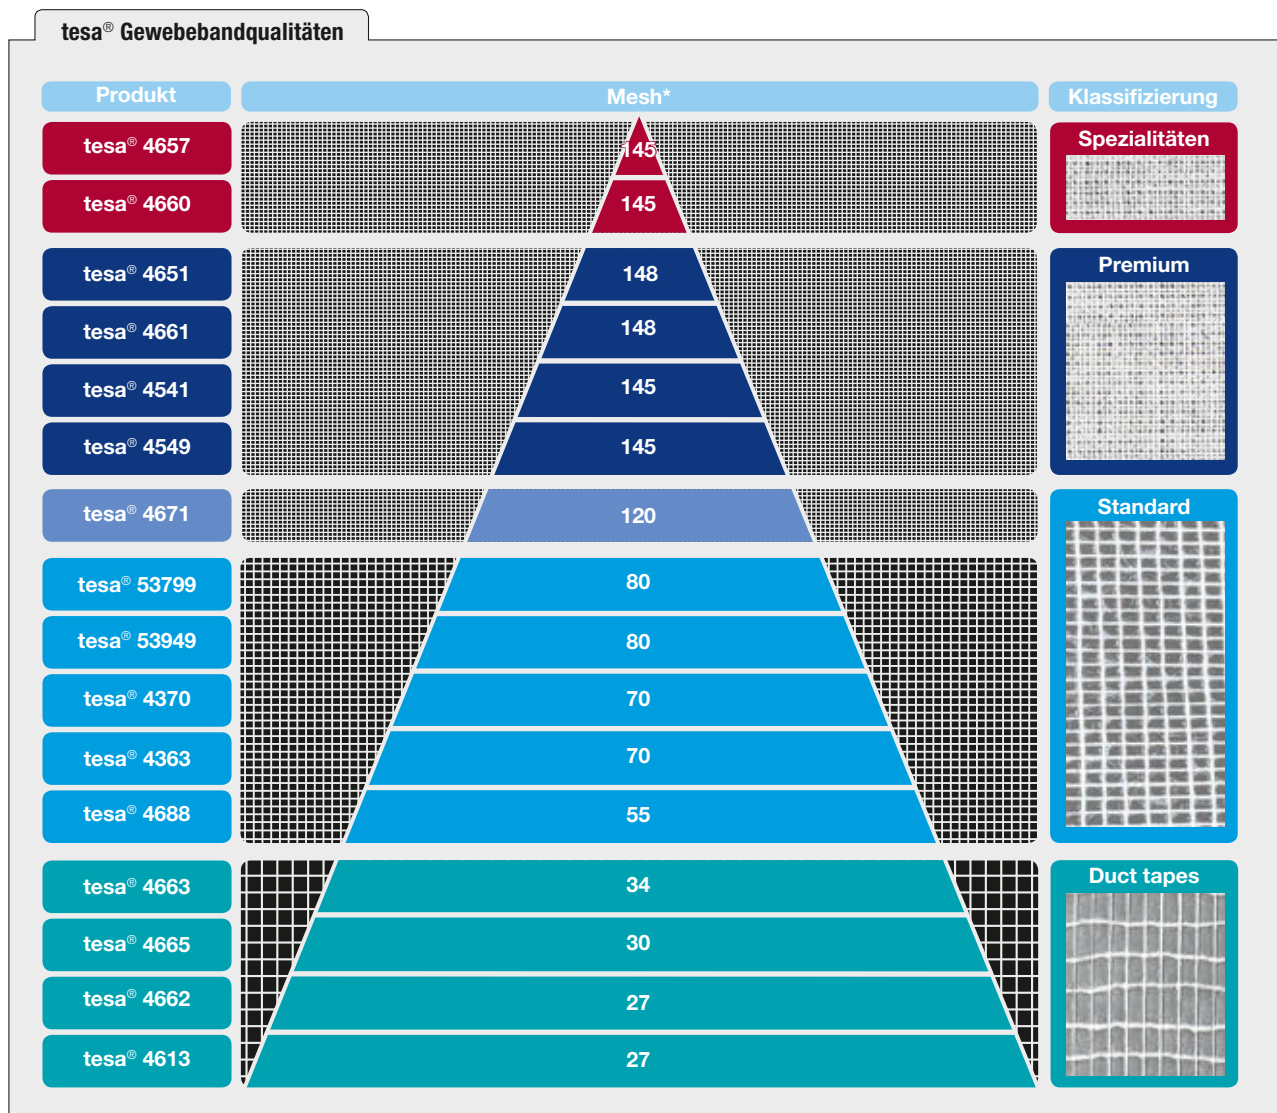 tesa® Gewebebandqualitäten
Produkt Mesh* Klassifizierung
tesa® 4657 145 Spezialitäten
tesa® 4660 145
tesa® 4651 148 Premium
tesa® 4661 148
tesa® 4541 145
tesa® 4549 145
tesa® 4671 120 Standard
tesa® 53799 80
tesa® 53949 80
tesa® 4370 70
tesa® 4363 70
tesa® 4688 55
tesa® 4663 34 Duct tapes
tesa® 4665 30
tesa® 4662 27
tesa® 4613 27